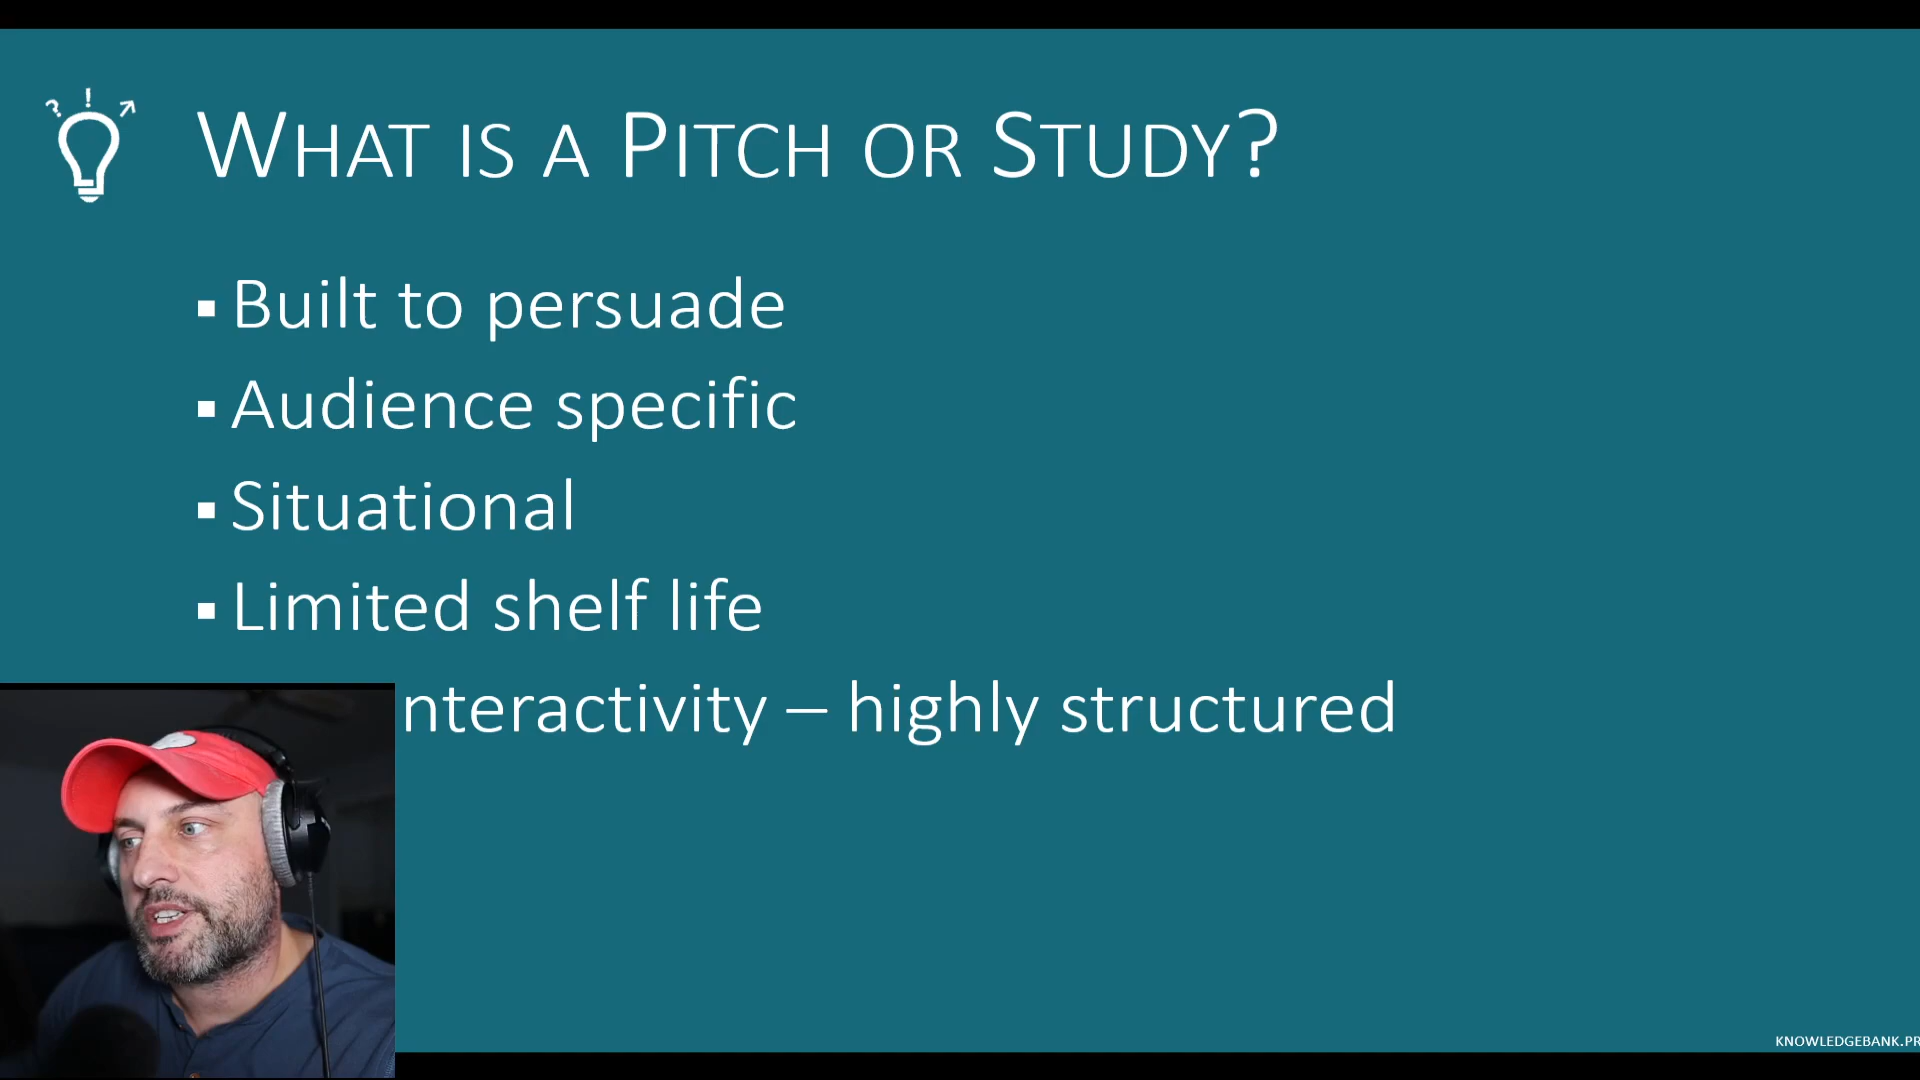 WHAT IS A PITCH OR STUDY?
▪ Built to persuade
▪ Audience specific
▪ Situational
▪ Limited shelf life
nteractivity – highly structured
KNOWLEDGEBANK.PR